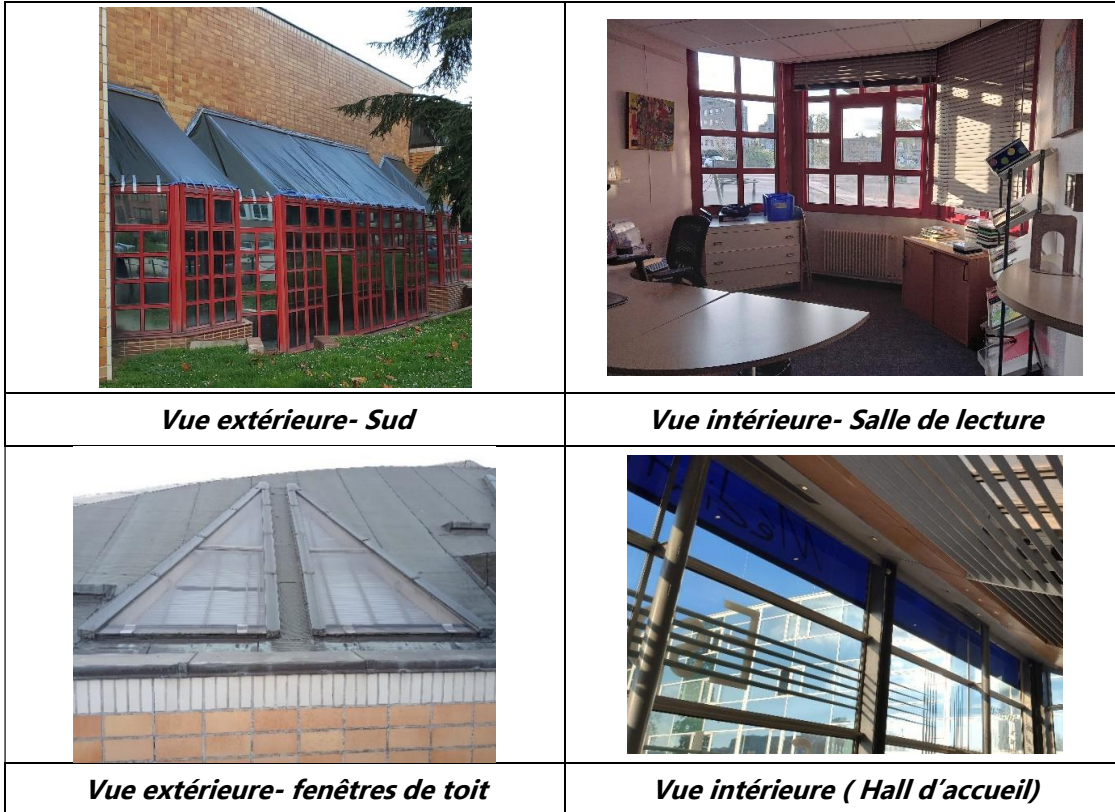 Vue extérieure- Sud
Vue intérieure- Salle de lecture
Vue extérieure- fenêtres de toit
Vue intérieure ( Hall d'accueil)